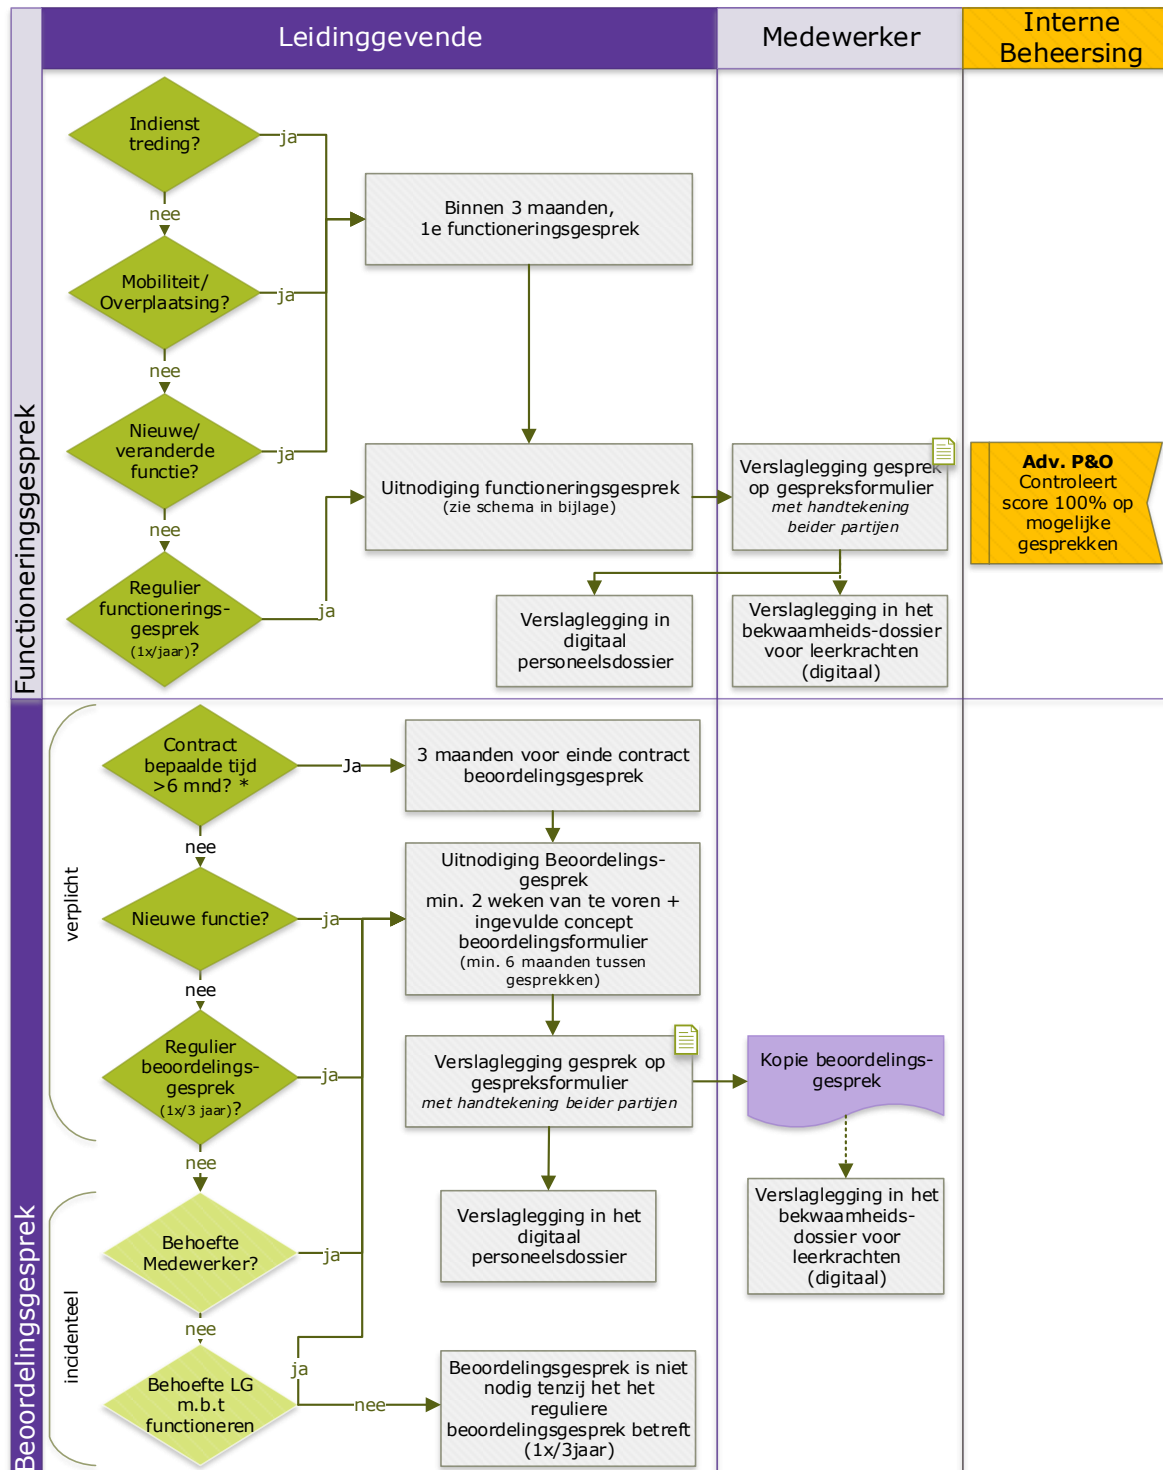 Leidinggevende
Medewerker
Interne
Beheersing
Functioneringsgesprek
Indienst
treding?
ja
nee
Binnen 3 maanden,
1e functioneringsgesprek
Mobiliteit/
Overplaatsing?
ja
nee
Nieuwe/
veranderde
functie?
ja
nee
Uitnodiging functioneringsgesprek
(zie schema in bijlage)
Verslaglegging gesprek
op gespreksformulier
met handtekening
beider partijen
Adv. P&O
Controleert
score 100% op
mogelijke
gesprekken
Regulier
functionerings-
gesprek
(1x/jaar)?
ja
Verslaglegging in
digitaal
personeelsdossier
Verslaglegging in het
bekwaamheids-dossier
voor leerkrachten
(digitaal)
Beoordelingsgesprek
verplicht
Contract
bepaalde tijd
>6 mnd? *
Ja
nee
3 maanden voor einde contract
beoordelingsgesprek
Nieuwe functie?
ja
nee
Uitnodiging Beoordelings-
gesprek
min. 2 weken van te voren +
ingevulde concept
beoordelingsformulier
(min. 6 maanden tussen
gesprekken)
Regulier
beoordelings-
gesprek
(1x/3 jaar)?
ja
nee
Verslaglegging gesprek op
gespreksformulier
met handtekening beider partijen
Kopie beoordelings-
gesprek
incidenteel
Behoefte
Medewerker?
ja
nee
Verslaglegging in het
digitaal
personeelsdossier
Verslaglegging in het
bekwaamheids-
dossier voor
leerkrachten
(digitaal)
Behoefte LG
m.b.t
functioneren
ja
nee
Beoordelingsgesprek is niet
nodig tenzij het het
reguliere
beoordelingsgesprek betreft
(1x/3jaar)